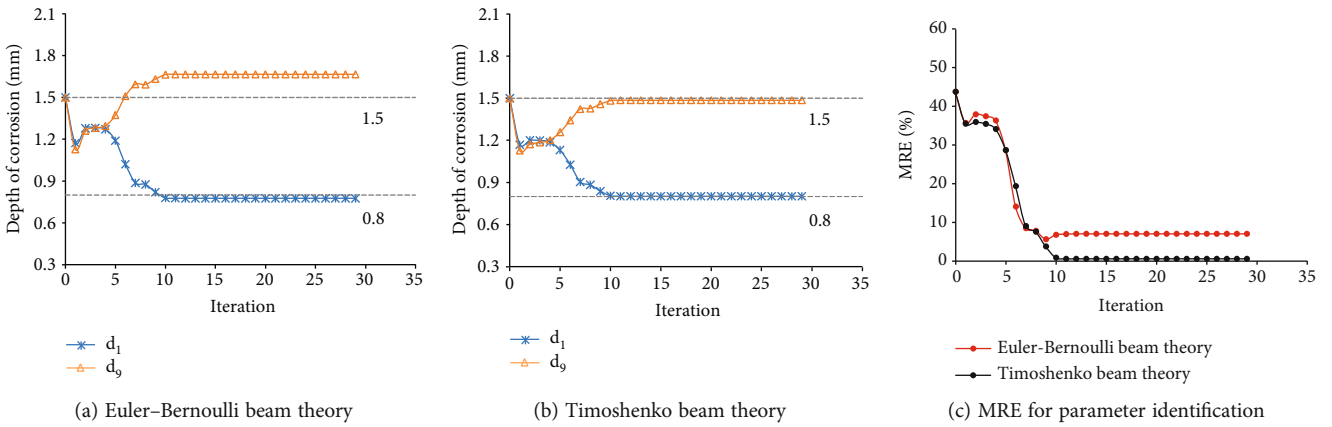 2.1
1.8
1.5
1.2
0.9
0.6
0.3
Depth of corrosion (mm)
1.5
0.8
0 5 10 15 20 25 30 35
Iteration
d1
d9
(a) Euler–Bernoulli beam theory
2.1
1.8
1.5
1.2
0.9
0.6
0.3
Depth of corrosion (mm)
1.5
0.8
0 5 10 15 20 25 30 35
Iteration
d1
d9
(b) Timoshenko beam theory
60
50
40
30
20
10
0
MRE (%)
0 5 10 15 20 25 30 35
Iteration
Euler-Bernoulli beam theory
Timoshenko beam theory
(c) MRE for parameter identification